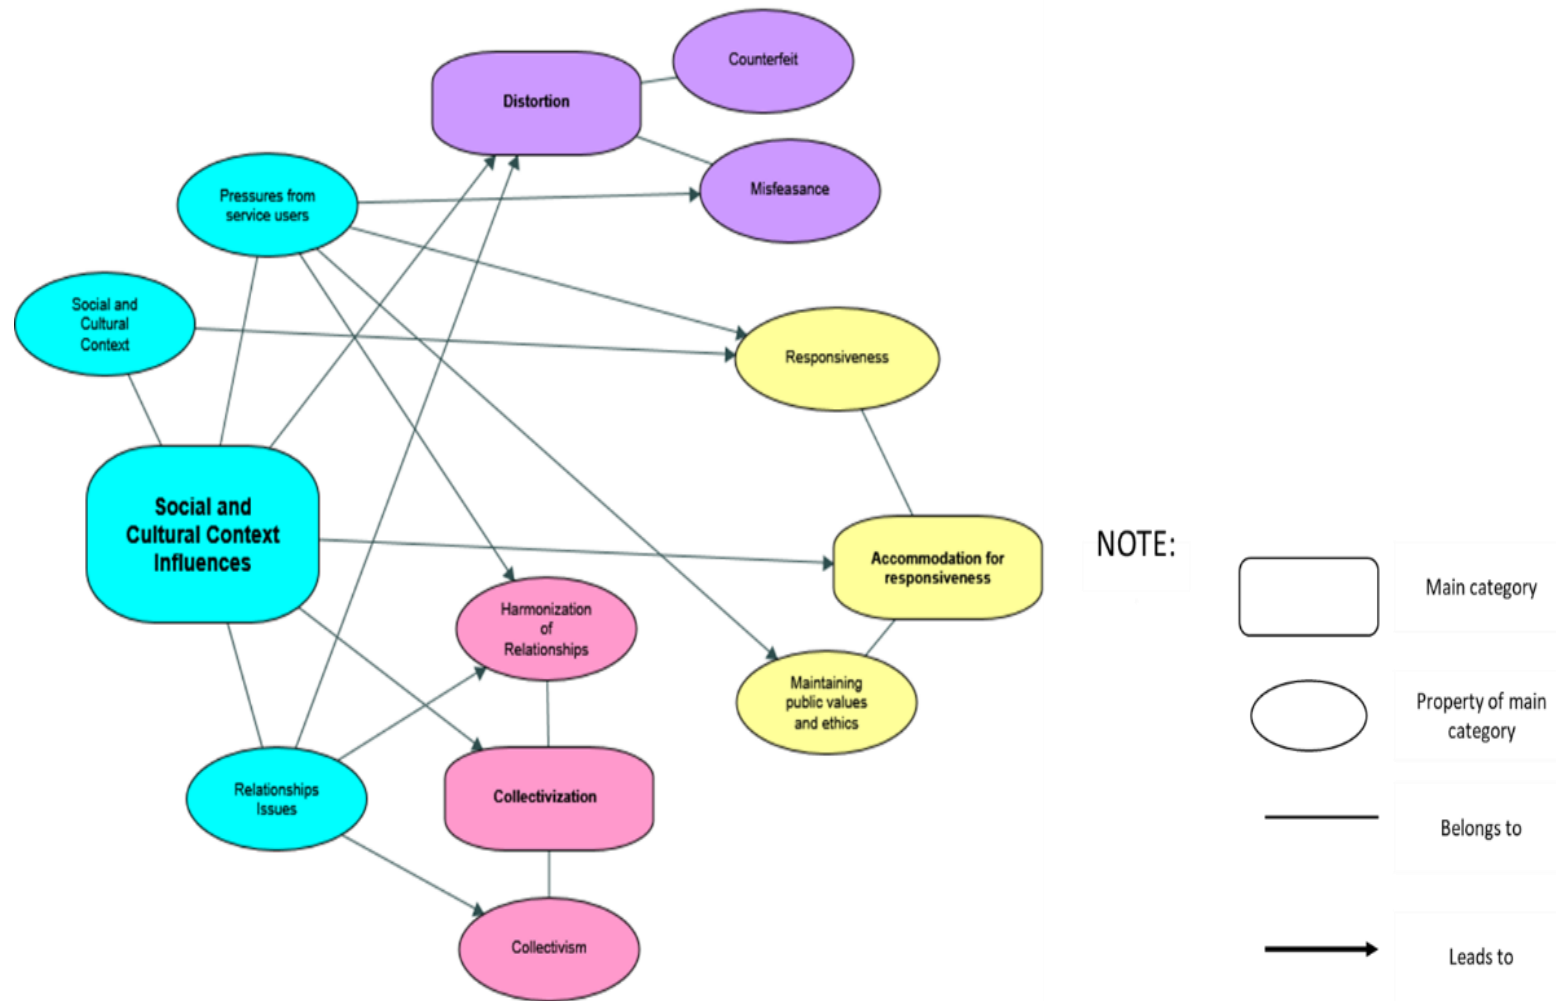 Counterfeit
Distortion
Misfeasance
Pressures from
service users
Social and
Cultural
Context
Responsiveness
Social and
Cultural Context
Influences
Accommodation for
responsiveness
Harmonization
of
Relationships
Maintaining
public values
and ethics
Relationships
Issues
Collectivization
Collectivism
NOTE:
Main category
Property of main
category
Belongs to
Leads to